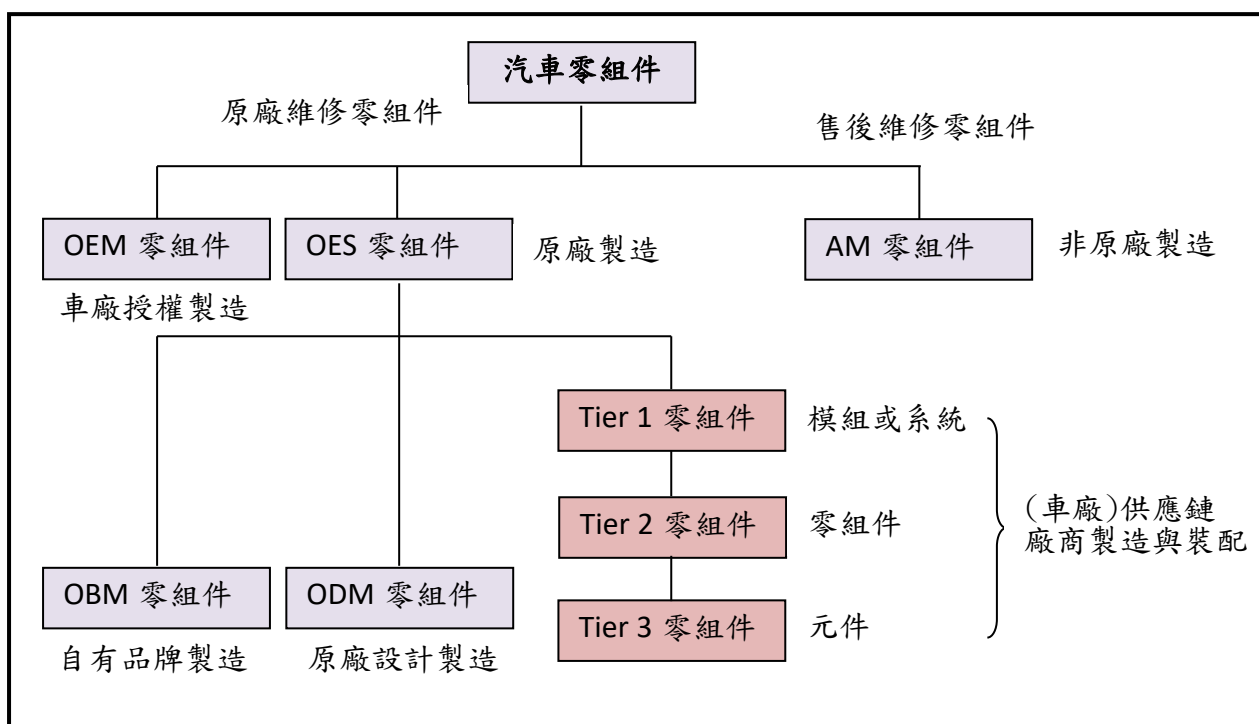 汽車零組件
原廠維修零組件
售後維修零組件
OEM 零組件
OES 零組件
原廠製造
AM 零組件
非原廠製造
車廠授權製造
Tier 1 零組件
模組或系統
Tier 2 零組件
零組件
(車廠)供應鏈
廠商製造與裝配
OBM 零組件
ODM 零組件
Tier 3 零組件
元件
自有品牌製造
原廠設計製造